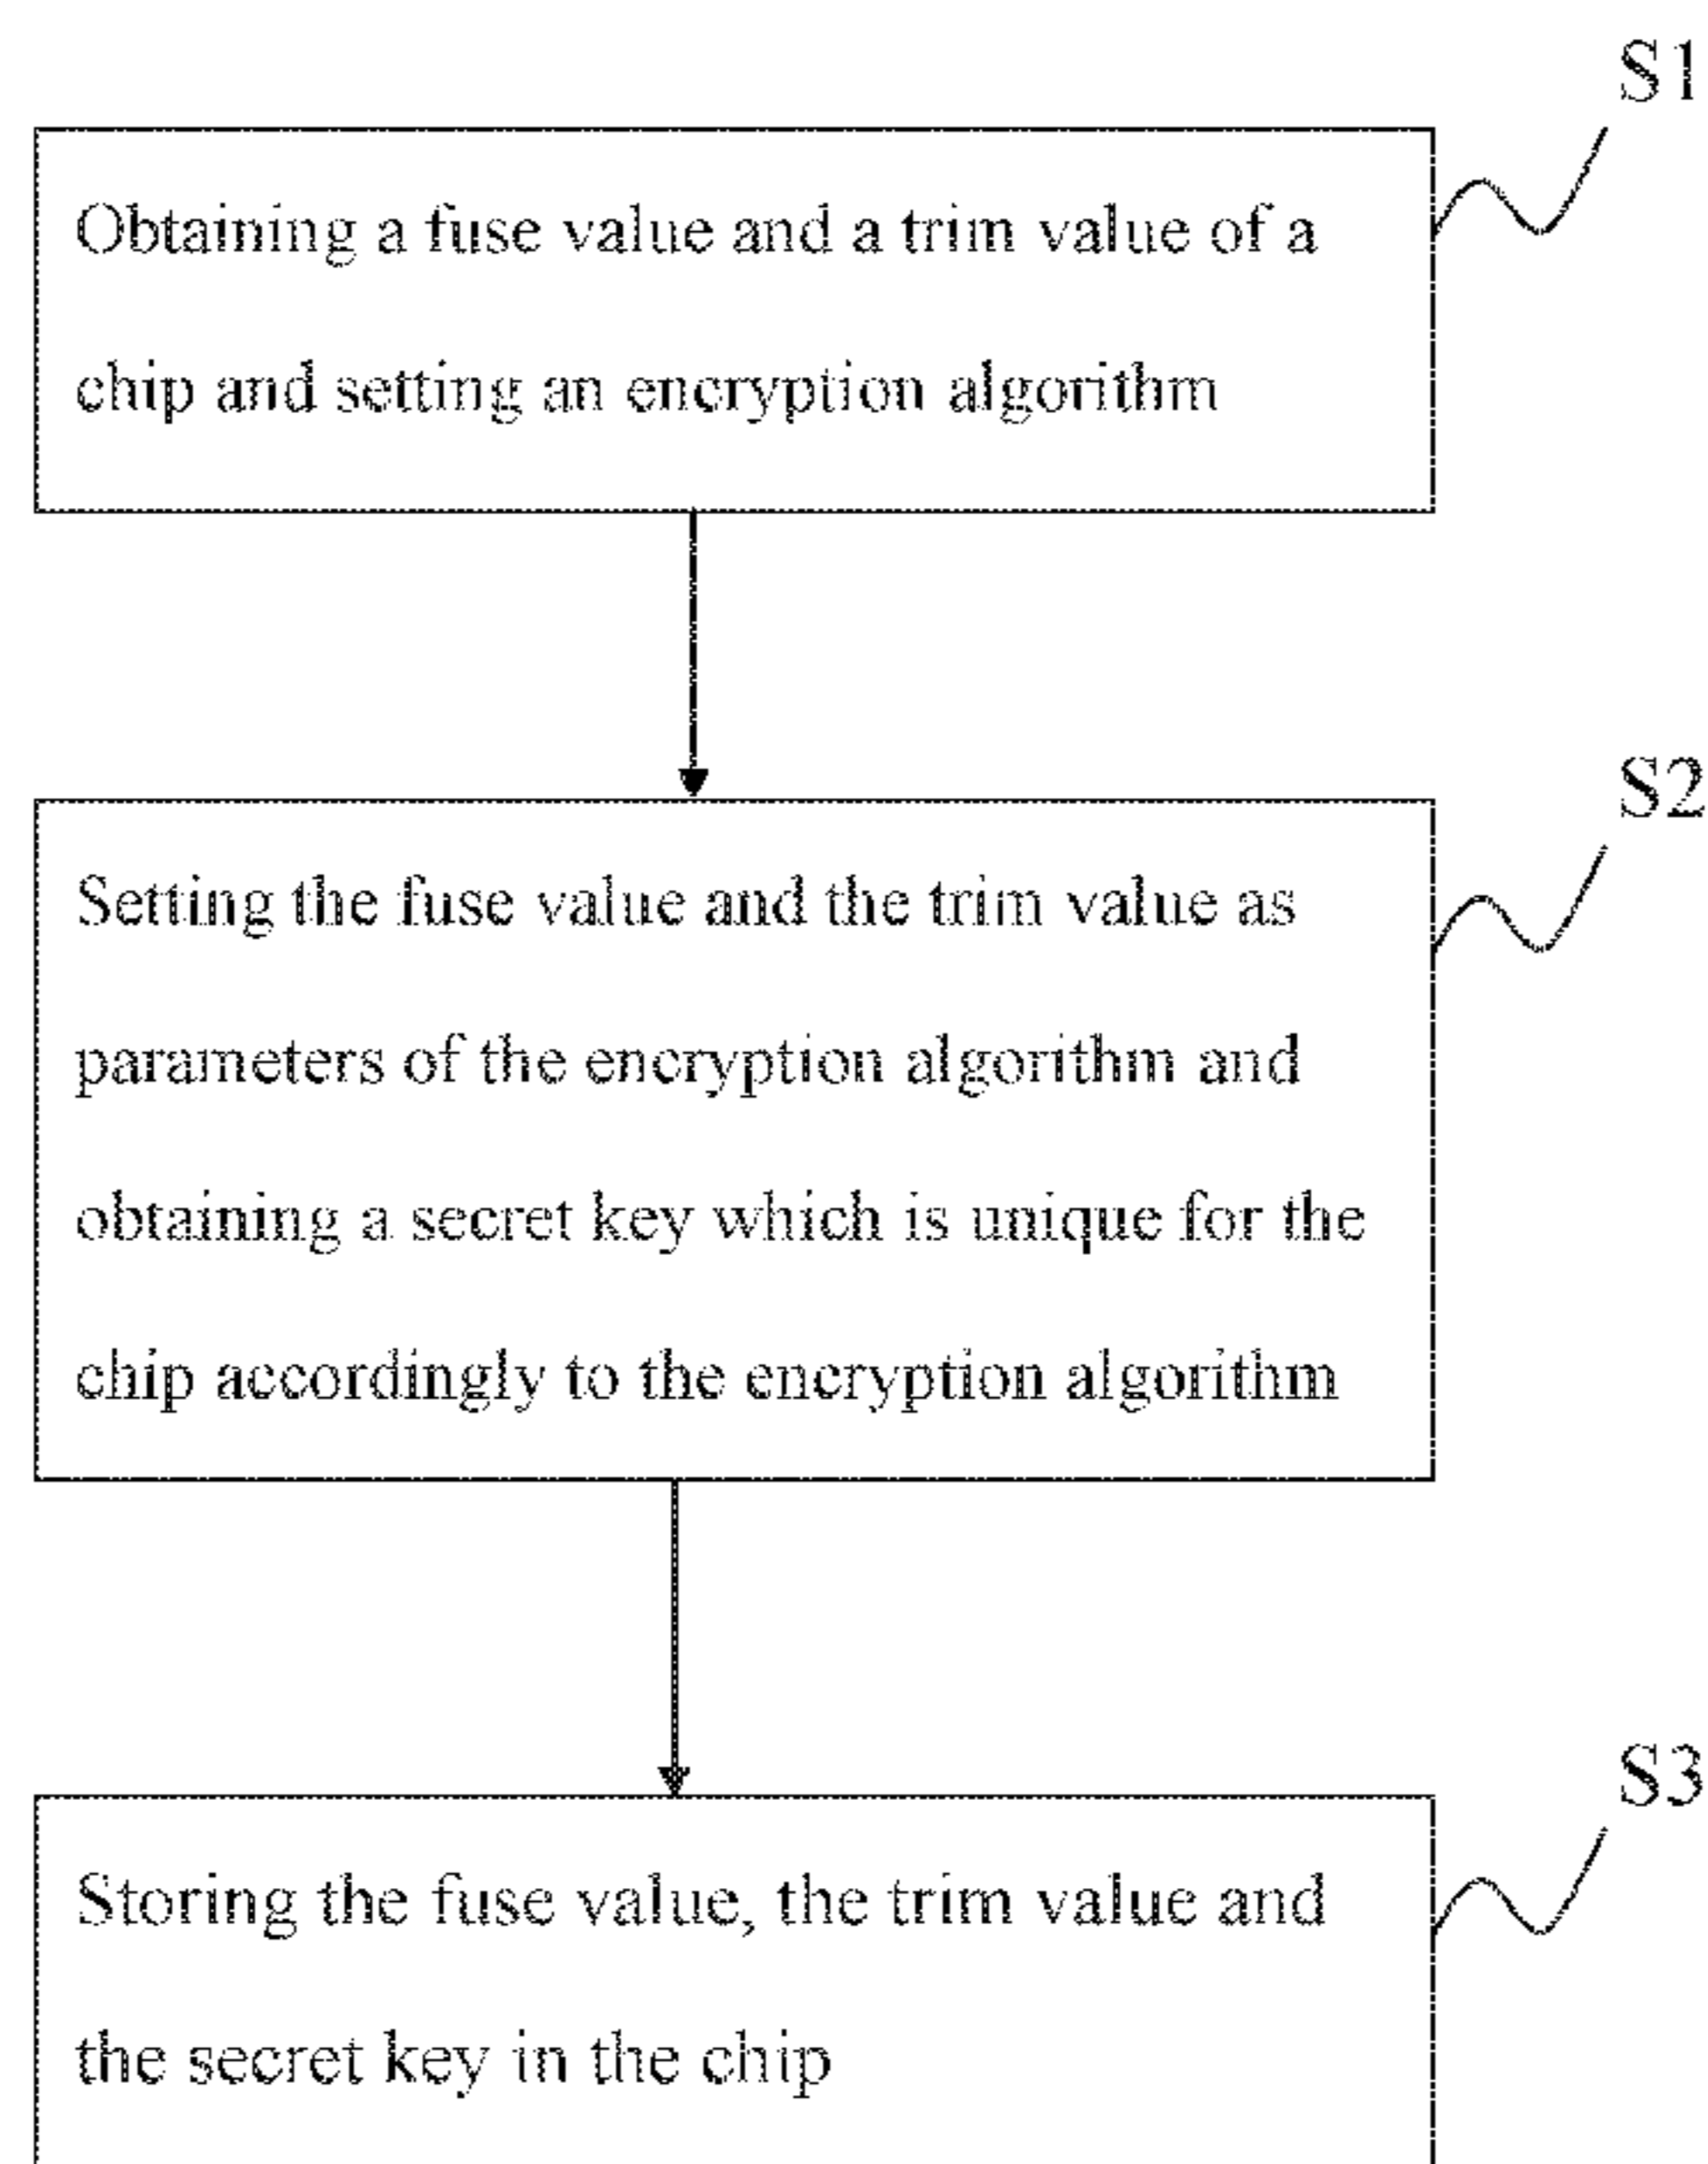 S1
Obtaining a fuse value and a trim value of a
chip and setting an encryption algorithm
S2
Setting the fuse value and the trim value as
parameters of the encryption algorithm and
obtaining a secret key which is unique for the
chip accordingly to the encryption algorithm
S3
Storing the fuse value, the trim value and
the secret key in the chip